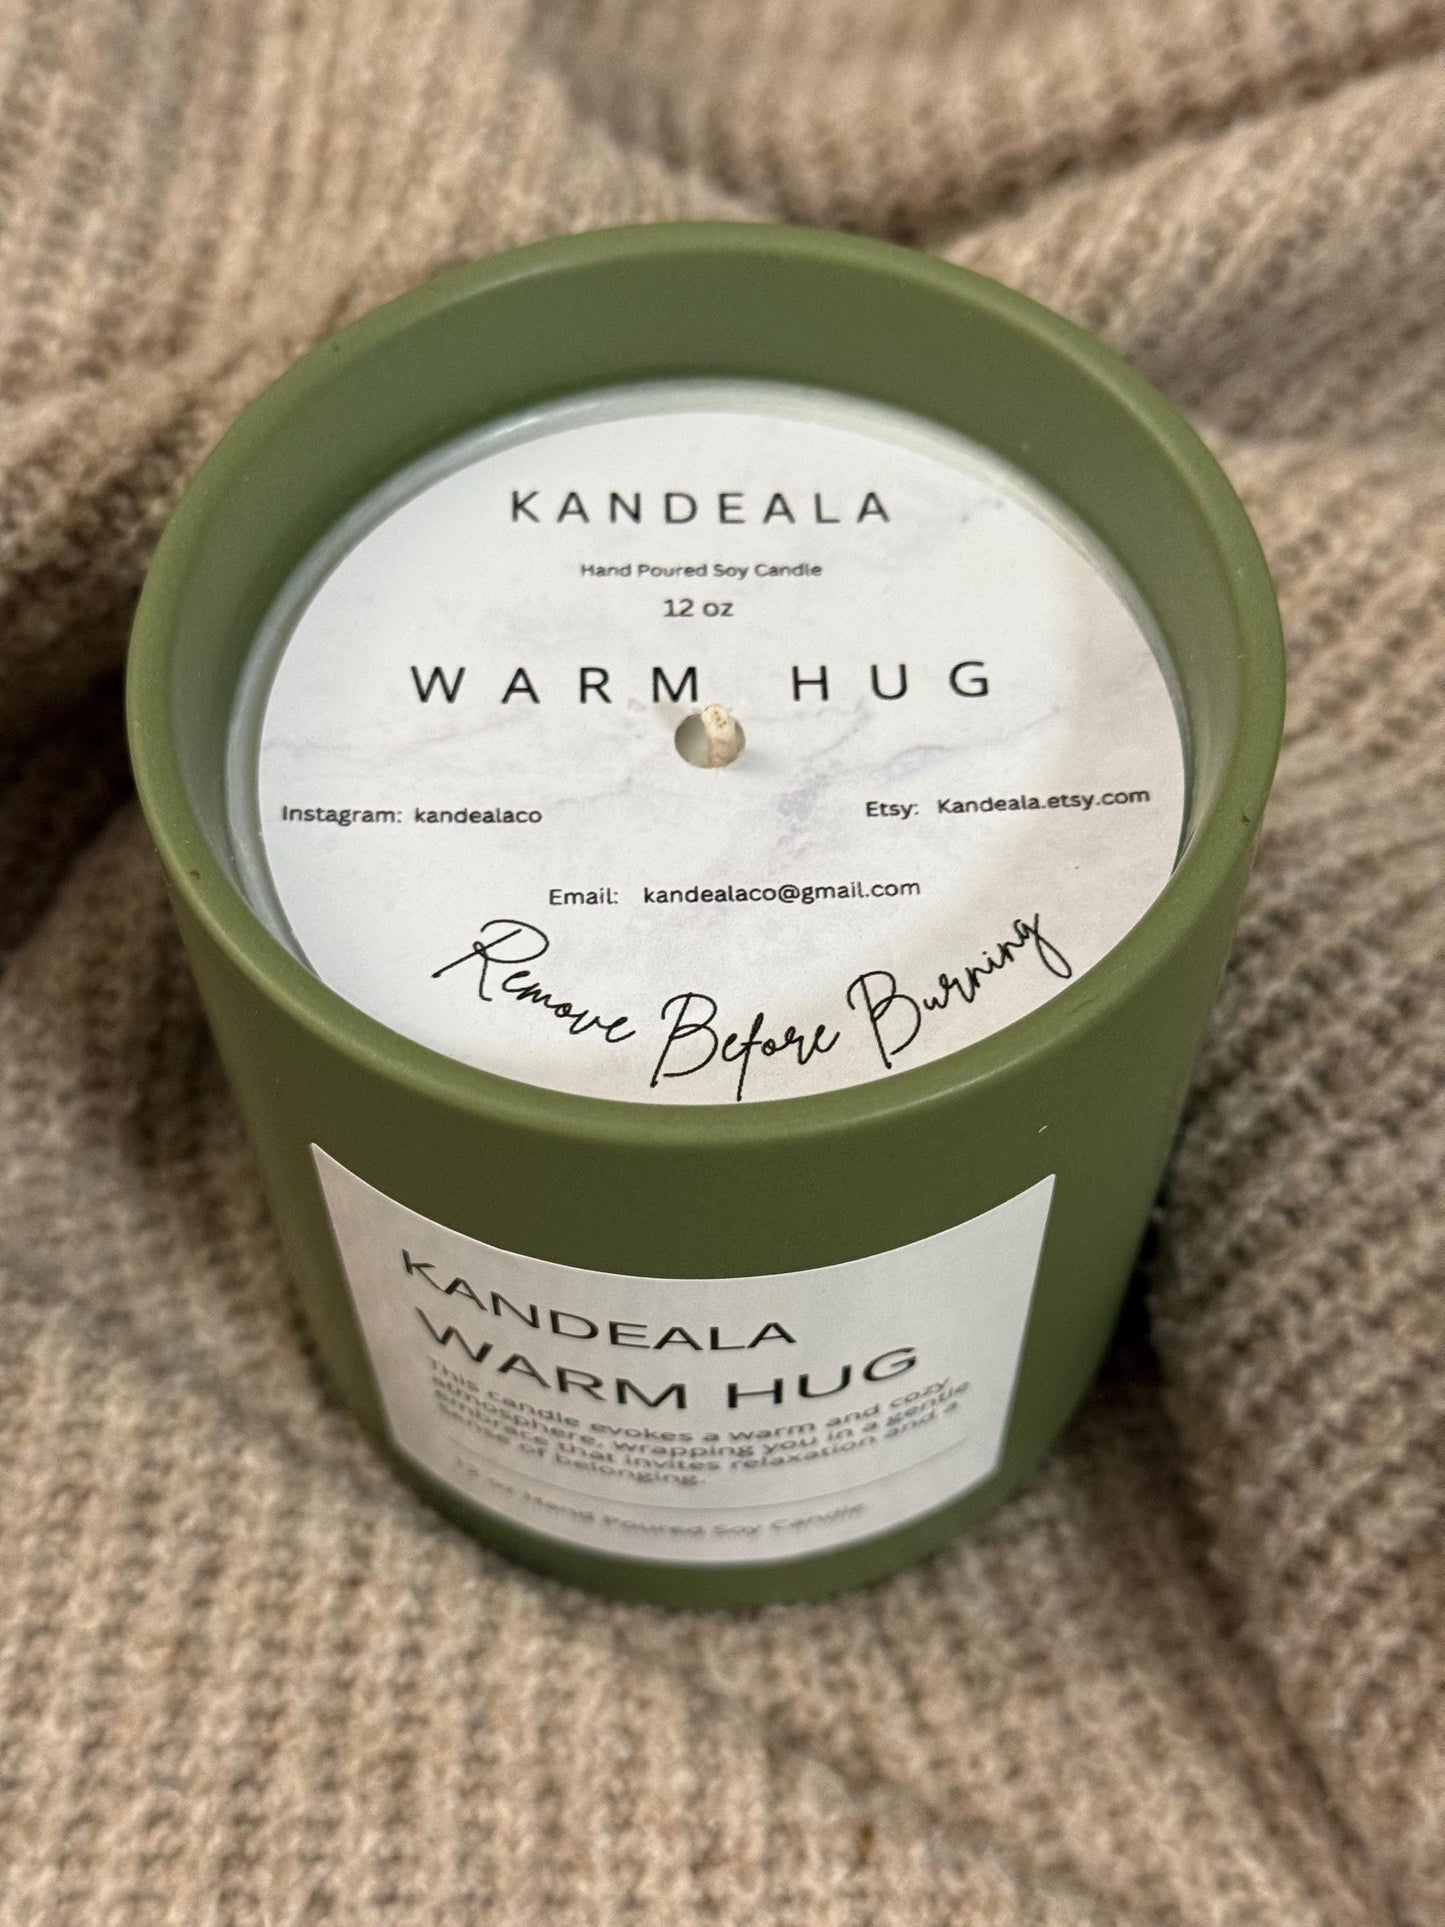 KANDEALA
Hand Poured Soy Candle
12 oz
WARM HUG
Instagram: kandealaco
Etsy: Kandeala.etsy.com
Email: kandealaco@gmail.com
Remove Before Burning
KANDEALA
WARM HUG
This candle evokes a warm and cozy
atmosphere, wrapping you in a gentle
embrace that invites relaxation and a
sense of belonging.
12 oz Hand Poured Soy Candle